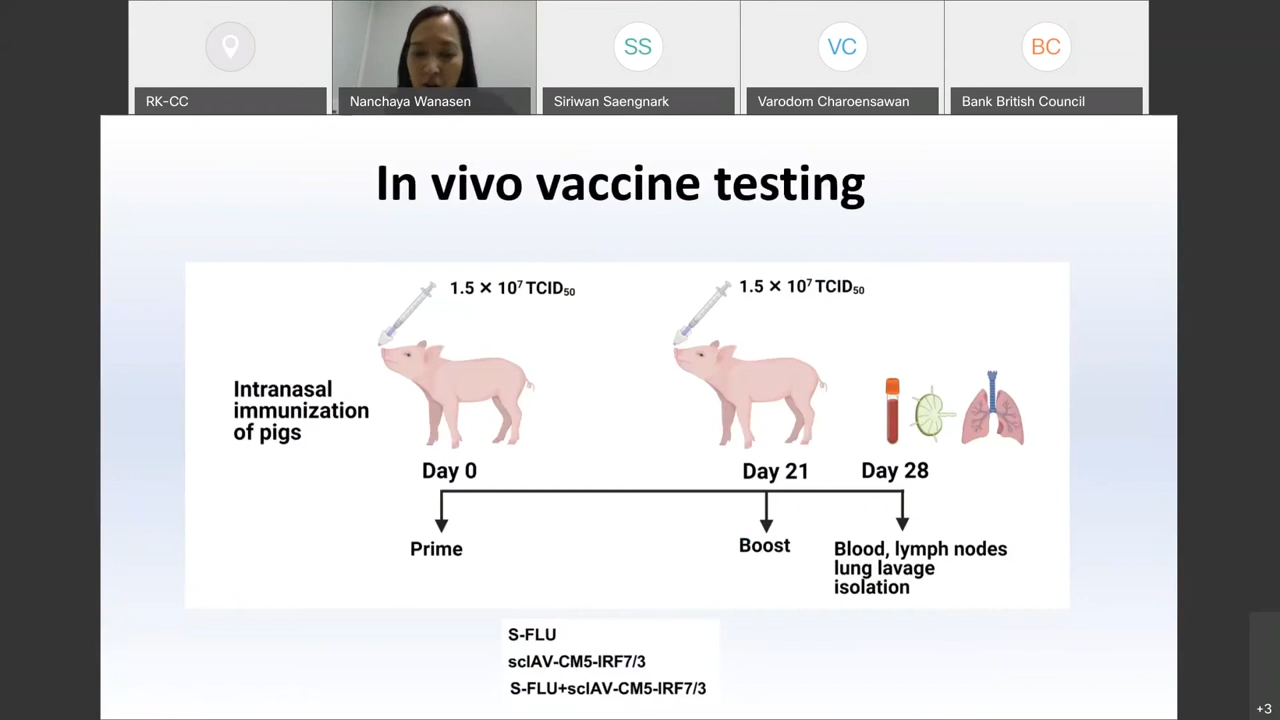 SS
VC
BC
RK-CC
Nanchaya Wanasen
Siriwan Saengnark
Varodom Charoensawan
Bank British Council
In vivo vaccine testing
1.5 × 10⁷ TCID₅₀
1.5 × 10⁷ TCID₅₀
Intranasal
immunization
of pigs
Day 0
Day 21
Day 28
Prime
Boost
Blood, lymph nodes
lung lavage
isolation
S-FLU
scIAV-CM5-IRF7/3
S-FLU+scIAV-CM5-IRF7/3
+3